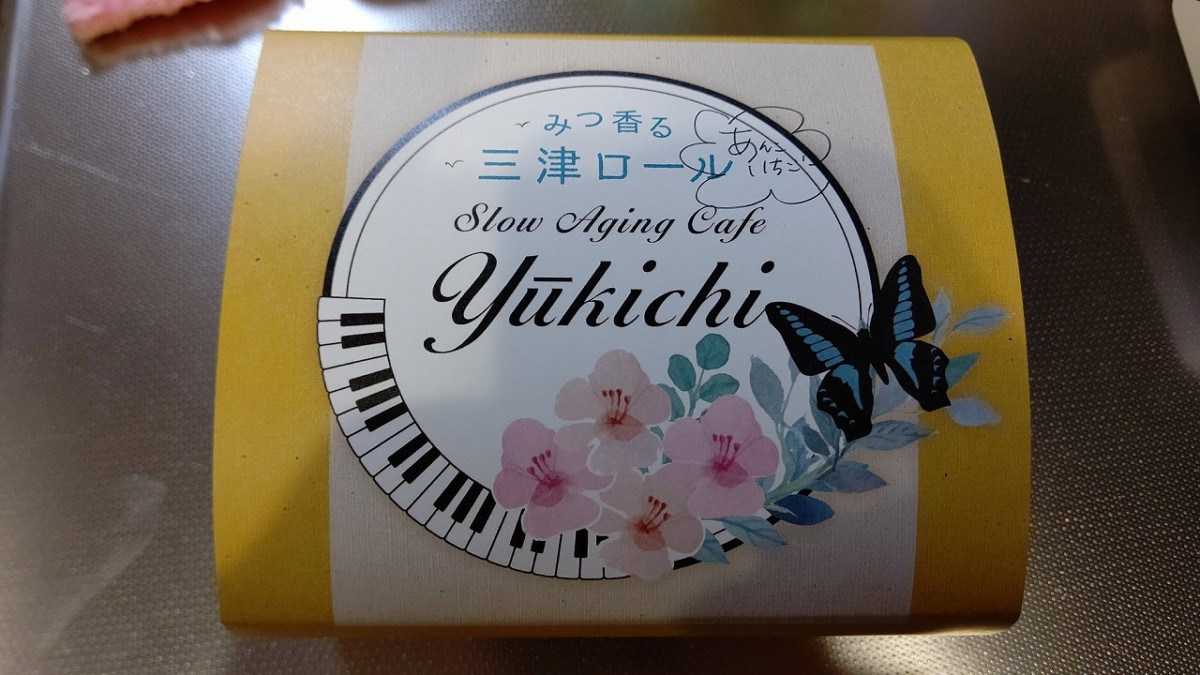 みつ香る
三津ロール
あんこ
いちご
Slow Aging Cafe
Yūkichi